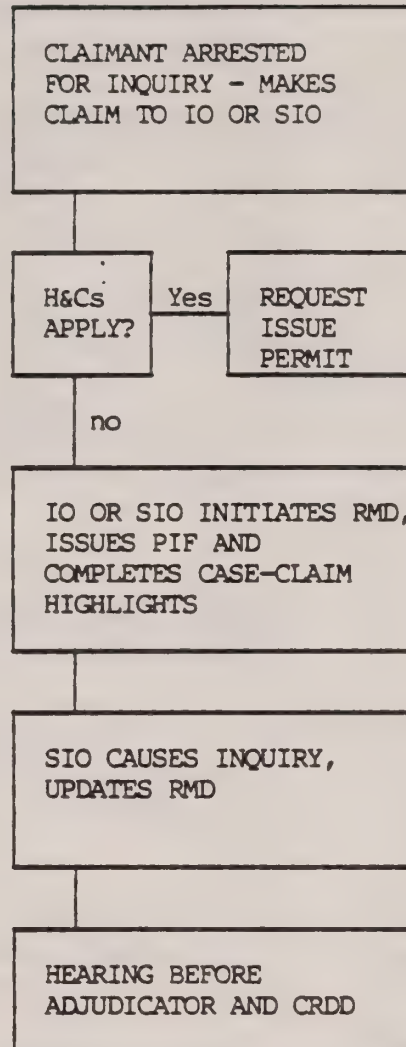 CLAIMANT ARRESTED
FOR INQUIRY - MAKES
CLAIM TO IO OR SIO
H&Cs
APPLY?
Yes
REQUEST
ISSUE
PERMIT
no
IO OR SIO INITIATES RMD,
ISSUES PIF AND
COMPLETES CASE-CLAIM
HIGHLIGHTS
SIO CAUSES INQUIRY,
UPDATES RMD
HEARING BEFORE
ADJUDICATOR AND CRDD